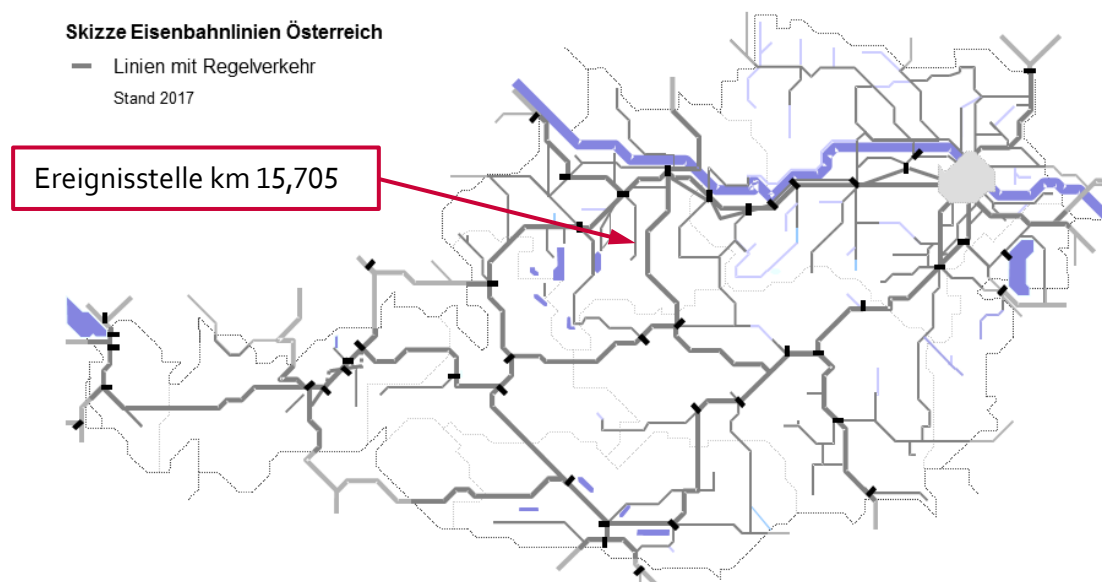 Skizze Eisenbahnlinien Österreich
Linien mit Regelverkehr
Stand 2017
Ereignisstelle km 15,705